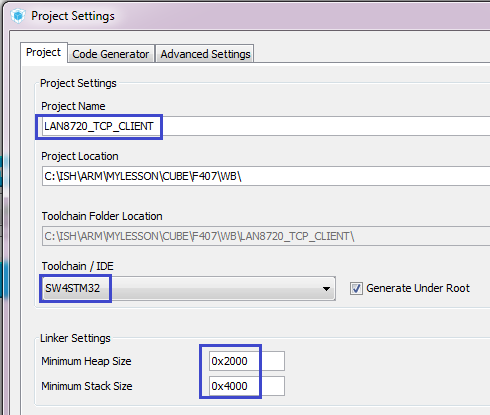 Project Settings
Project Code Generator Advanced Settings
Project Settings
Project Name
LAN8720_TCP_CLIENT
Project Location
C:\ISH\ARM\MYLESSON\CUBE\F407\WB\
Toolchain Folder Location
C:\ISH\ARM\MYLESSON\CUBE\F407\WB\LAN8720_TCP_CLIENT\
Toolchain / IDE
SW4STM32 Generate Under Root
Linker Settings
Minimum Heap Size 0x2000
Minimum Stack Size 0x4000